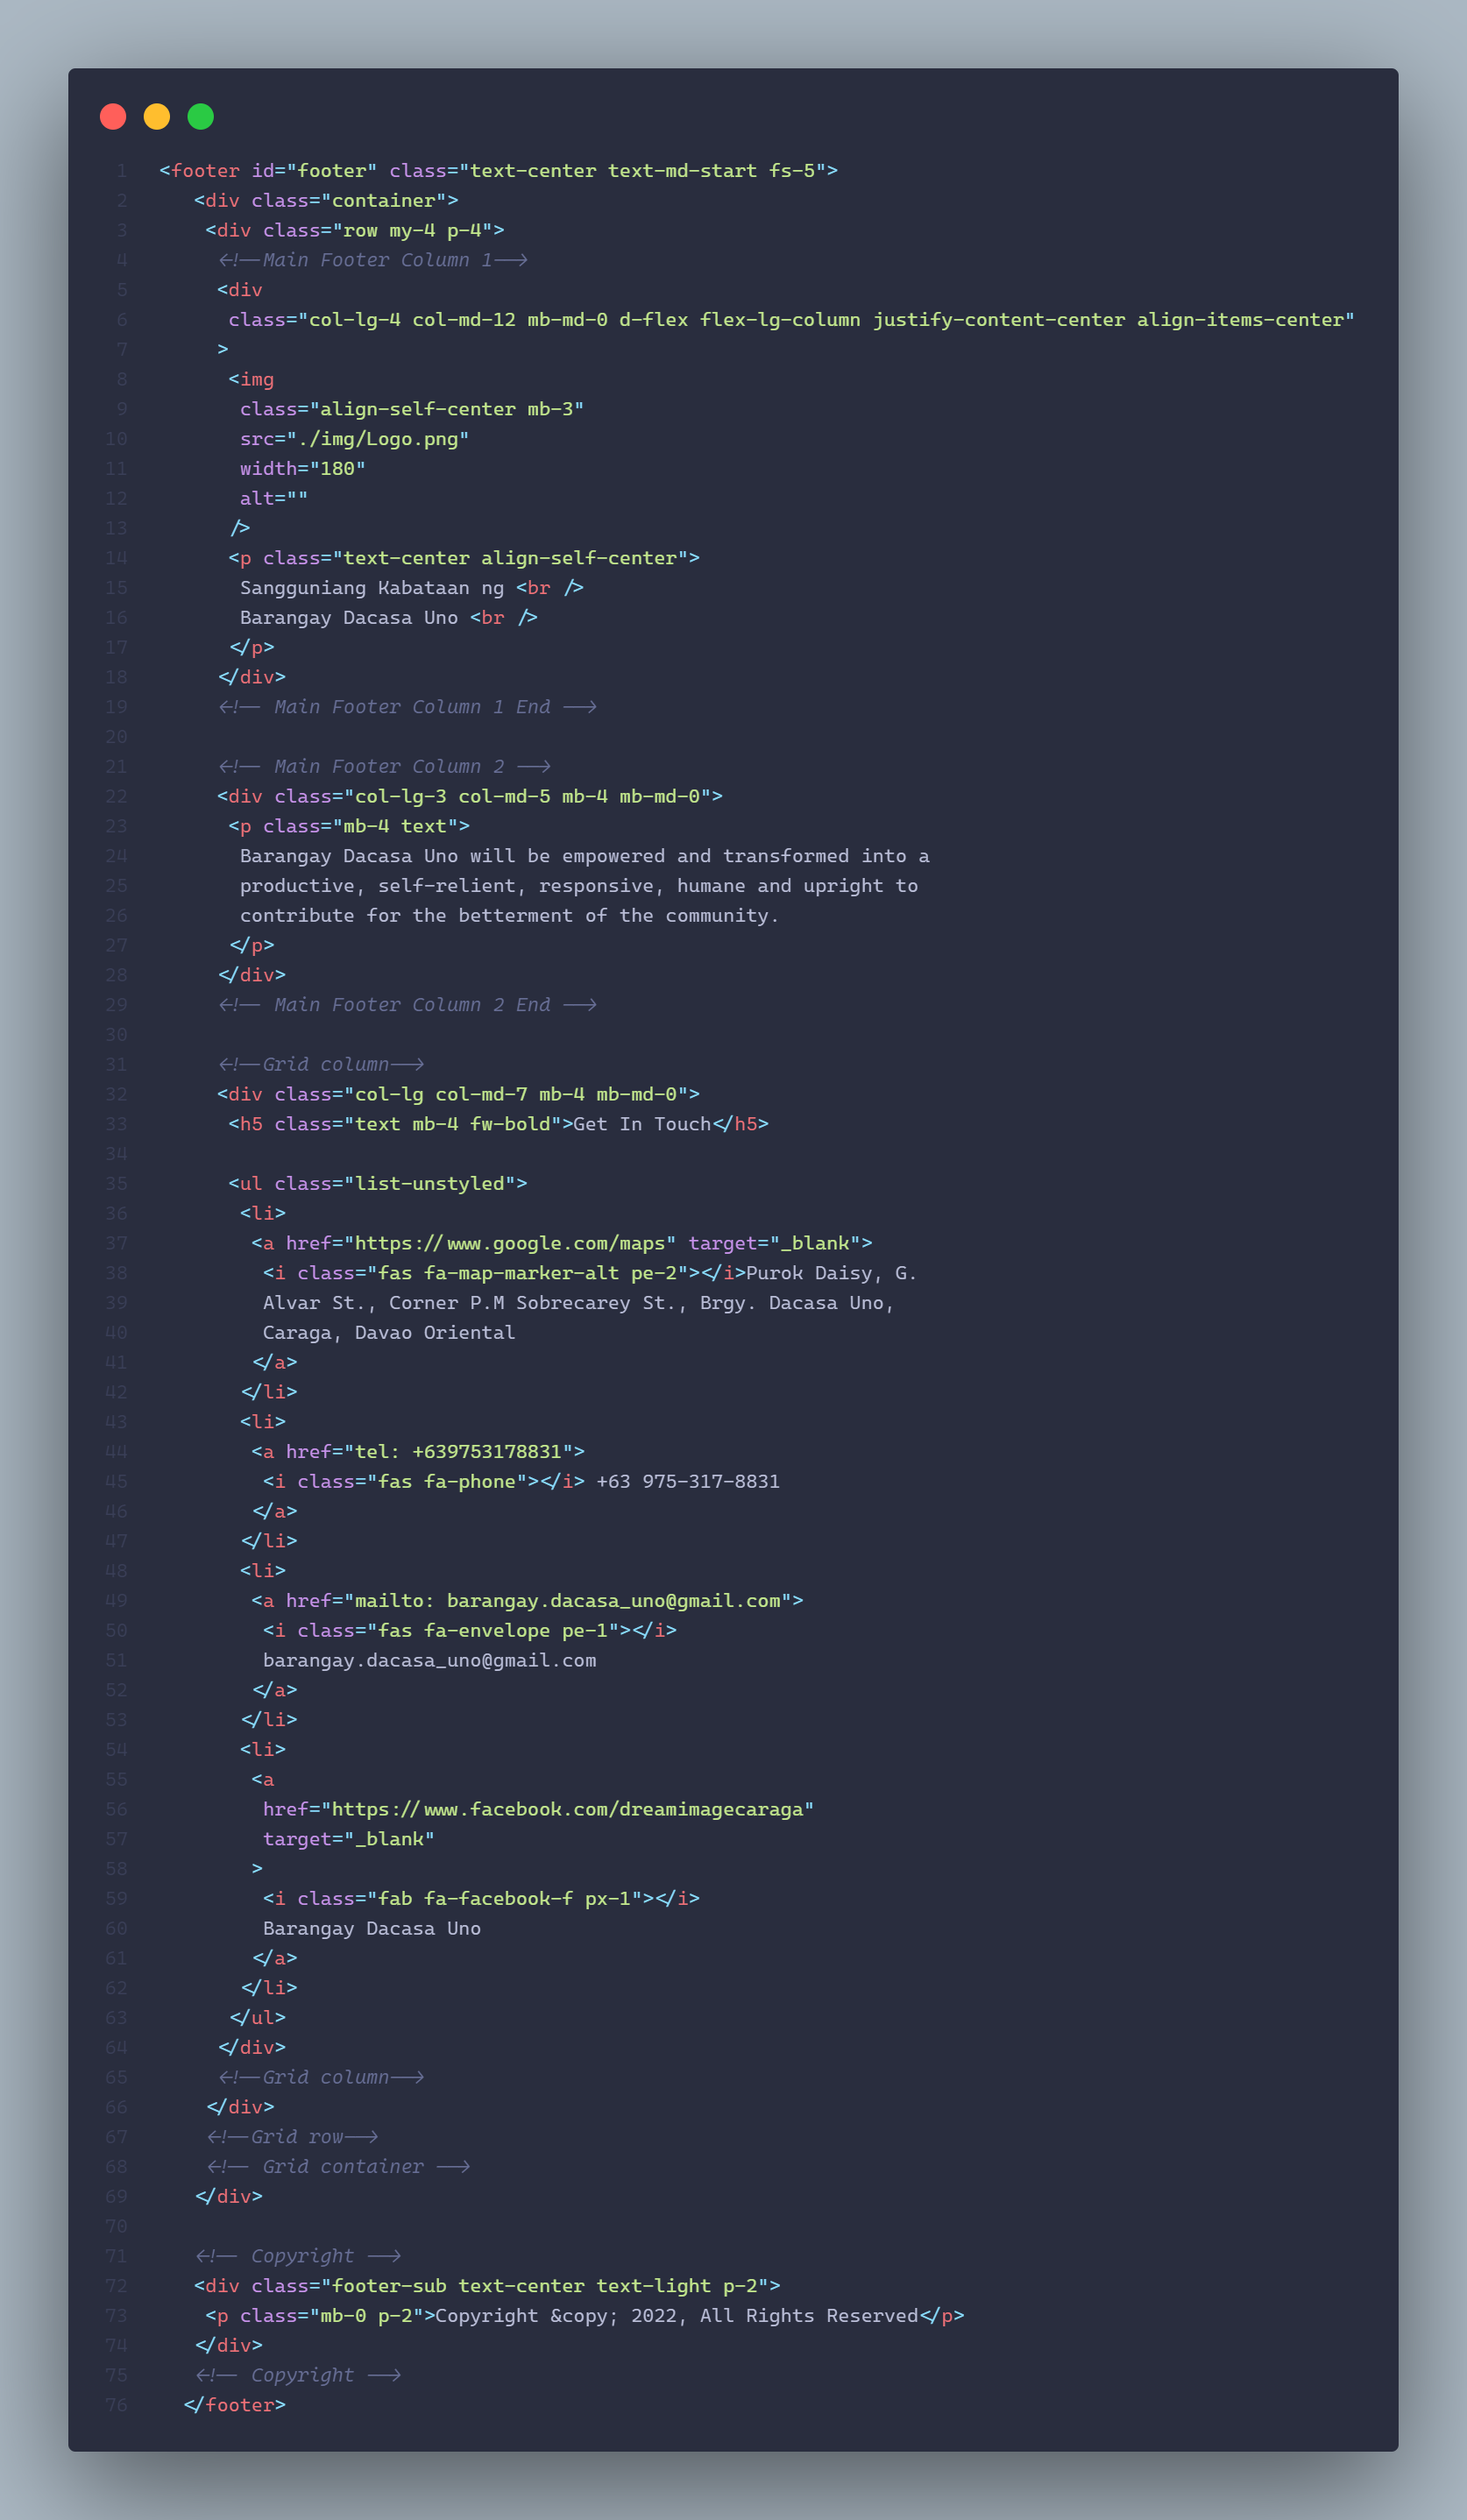 1 <footer id="footer" class="text-center text-md-start fs-5">
2 <div class="container">
3 <div class="row my-4 p-4">
4 <!--Main Footer Column 1-->
5 <div
6 class="col-lg-4 col-md-12 mb-md-0 d-flex flex-lg-column justify-content-center align-items-center"
7 >
8 <img
9 class="align-self-center mb-3"
10 src="./img/Logo.png"
11 width="180"
12 alt=""
13 />
14 <p class="text-center align-self-center">
15 Sangguniang Kabataan ng <br />
16 Barangay Dacasa Uno <br />
17 </p>
18 </div>
19 <!-- Main Footer Column 1 End -->
20
21 <!-- Main Footer Column 2 -->
22 <div class="col-lg-3 col-md-5 mb-4 mb-md-0">
23 <p class="mb-4 text">
24 Barangay Dacasa Uno will be empowered and transformed into a
25 productive, self-relient, responsive, humane and upright to
26 contribute for the betterment of the community.
27 </p>
28 </div>
29 <!-- Main Footer Column 2 End -->
30
31 <!--Grid column-->
32 <div class="col-lg col-md-7 mb-4 mb-md-0">
33 <h5 class="text mb-4 fw-bold">Get In Touch</h5>
34
35 <ul class="list-unstyled">
36 <li>
37 <a href="https://www.google.com/maps" target="_blank">
38 <i class="fas fa-map-marker-alt pe-2"></i>Purok Daisy, G.
39 Alvar St., Corner P.M Sobrecarey St., Brgy. Dacasa Uno,
40 Caraga, Davao Oriental
41 </a>
42 </li>
43 <li>
44 <a href="tel: +639753178831">
45 <i class="fas fa-phone"></i> +63 975-317-8831
46 </a>
47 </li>
48 <li>
49 <a href="mailto: barangay.dacasa_uno@gmail.com">
50 <i class="fas fa-envelope pe-1"></i>
51 barangay.dacasa_uno@gmail.com
52 </a>
53 </li>
54 <li>
55 <a
56 href="https://www.facebook.com/dreamimagecaraga"
57 target="_blank"
58 >
59 <i class="fab fa-facebook-f px-1"></i>
60 Barangay Dacasa Uno
61 </a>
62 </li>
63 </ul>
64 </div>
65 <!--Grid column-->
66 </div>
67 <!--Grid row-->
68 <!-- Grid container -->
69 </div>
70
71 <!-- Copyright -->
72 <div class="footer-sub text-center text-light p-2">
73 <p class="mb-0 p-2">Copyright &copy; 2022, All Rights Reserved</p>
74 </div>
75 <!-- Copyright -->
76 </footer>